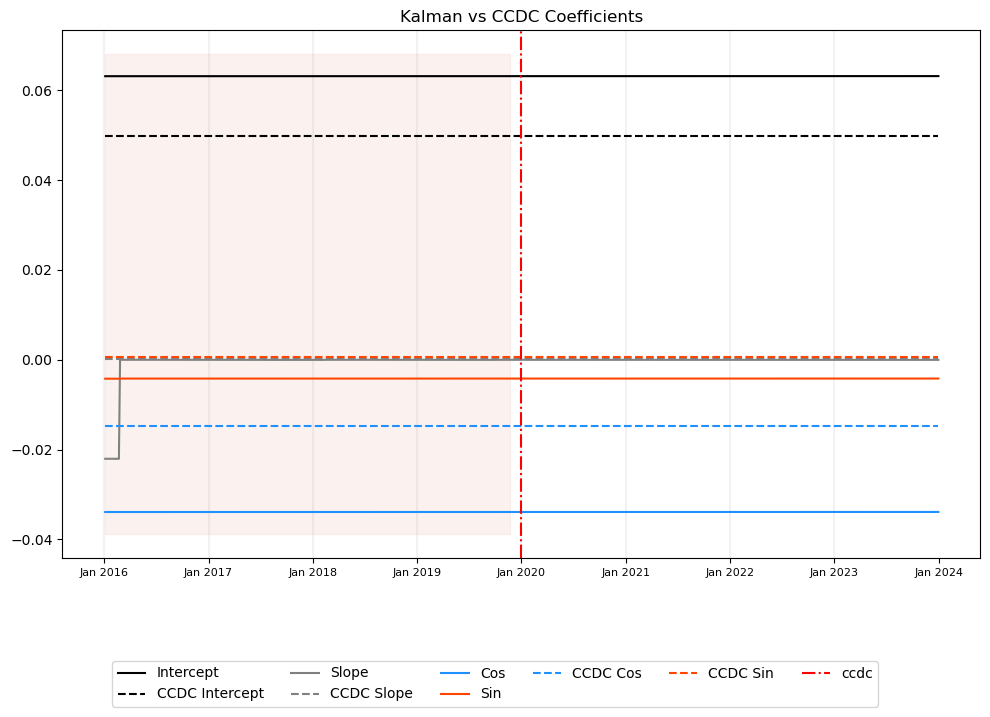 Kalman vs CCDC Coefficients
0.06
0.04
0.02
0.00
−0.02
−0.04
Jan 2016 Jan 2017 Jan 2018 Jan 2019 Jan 2020 Jan 2021 Jan 2022 Jan 2023 Jan 2024
Intercept Slope Cos CCDC Cos CCDC Sin ccdc
CCDC Intercept CCDC Slope Sin